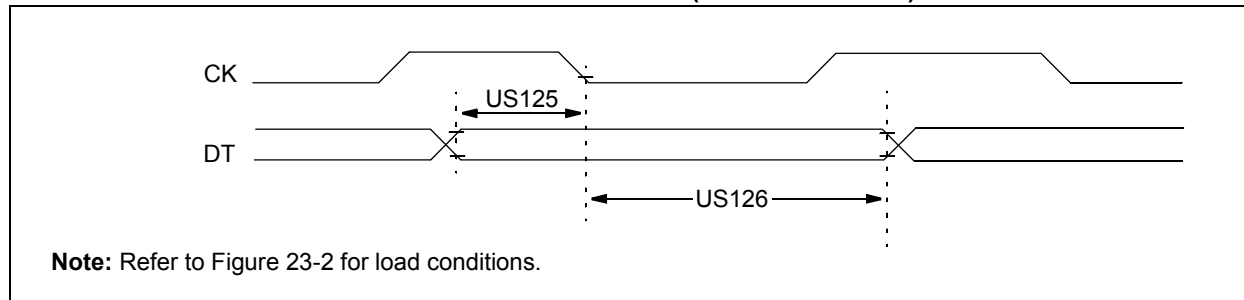 CK
US125
DT
US126
Note: Refer to Figure 23-2 for load conditions.